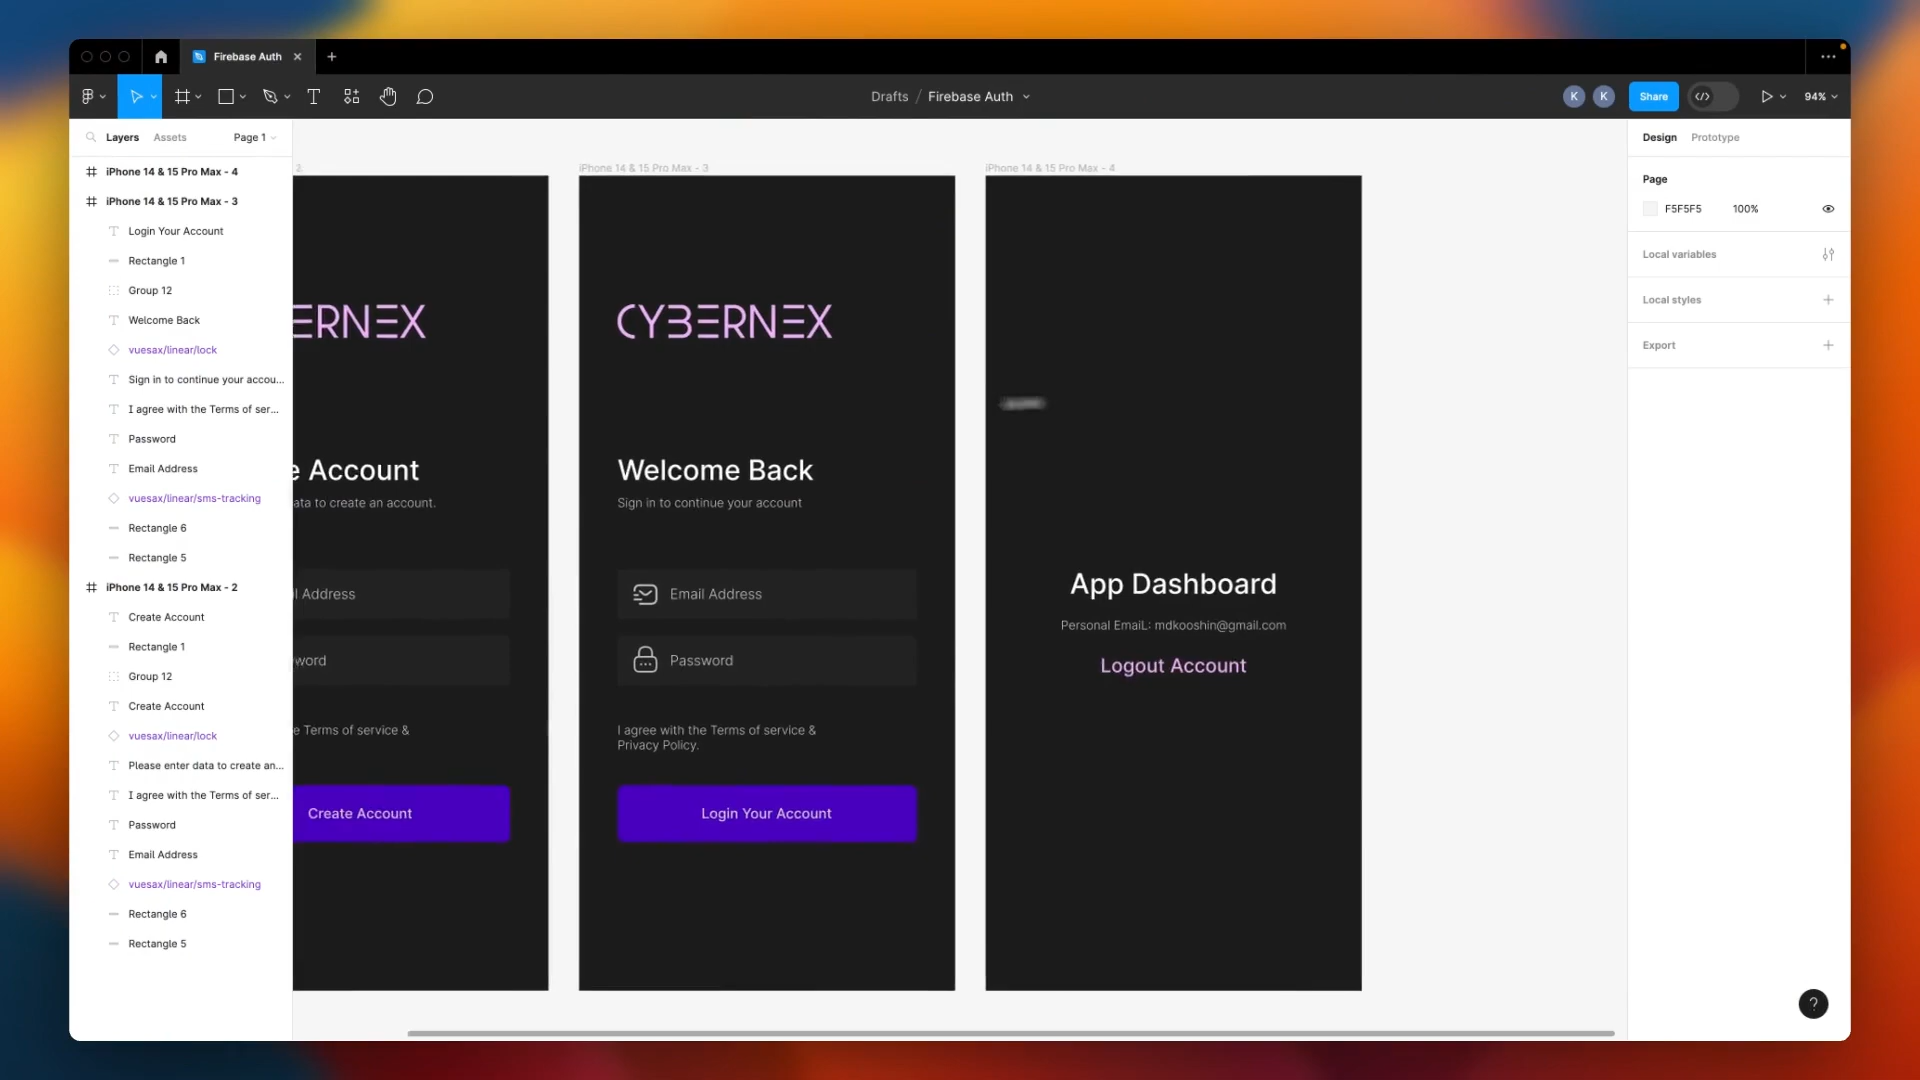 Firebase Auth
Drafts / Firebase Auth
K
K
Share
94%
Layers
Assets
Page 1
iPhone 14 & 15 Pro Max - 4
iPhone 14 & 15 Pro Max - 3
Login Your Account
Rectangle 1
Group 12
Welcome Back
vuesax/linear/lock
Sign in to continue your accou...
I agree with the Terms of ser...
Password
Email Address
vuesax/linear/sms-tracking
Rectangle 6
Rectangle 5
iPhone 14 & 15 Pro Max - 2
Create Account
Rectangle 1
Group 12
Create Account
vuesax/linear/lock
Please enter data to create an...
I agree with the Terms of ser...
Password
Email Address
vuesax/linear/sms-tracking
Rectangle 6
Rectangle 5
2
ERNEX
e Account
ata to create an account.
l Address
word
e Terms of service &
Create Account
iPhone 14 & 15 Pro Max - 3
CYBERNEX
Welcome Back
Sign in to continue your account
Email Address
Password
I agree with the Terms of service &
Privacy Policy.
Login Your Account
iPhone 14 & 15 Pro Max - 4
App Dashboard
Personal EmaiL: mdkooshin@gmail.com
Logout Account
Design
Prototype
Page
F5F5F5
100%
Local variables
Local styles
Export
?